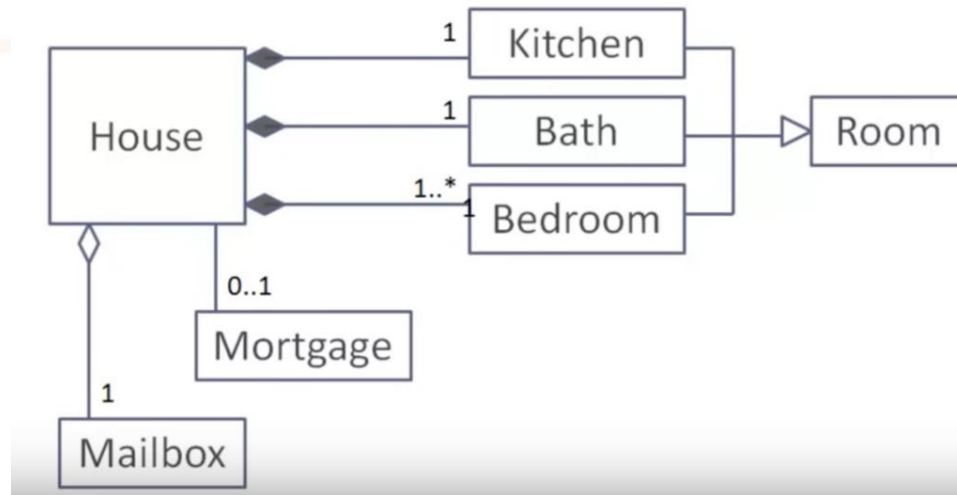 1
Kitchen
House
1
Bath
Room
1..*
1
Bedroom
0..1
Mortgage
1
Mailbox